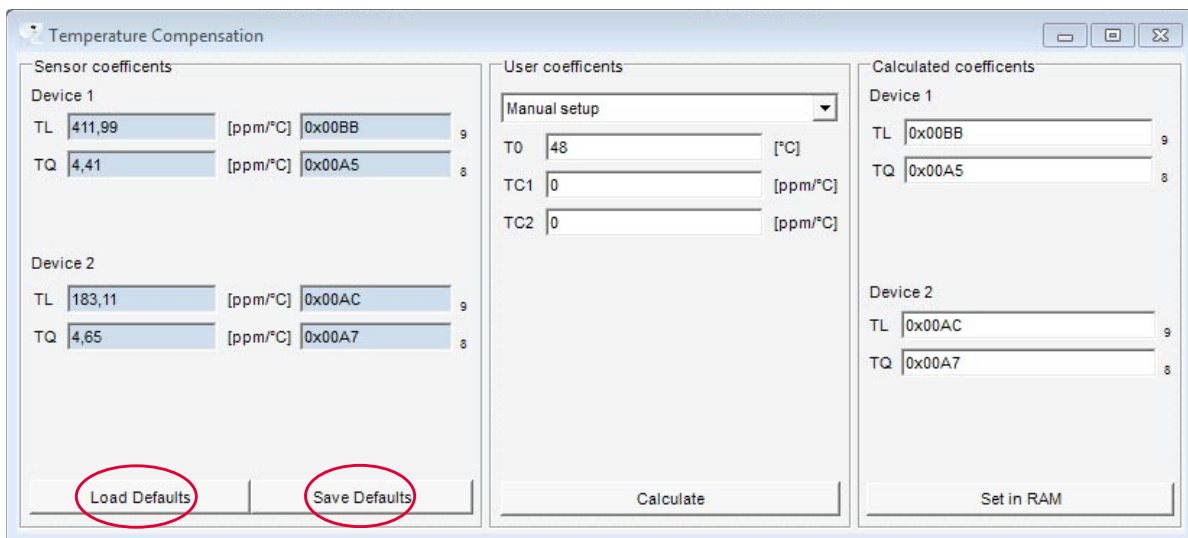 Temperature Compensation
Sensor coefficents
Device 1
TL 411,99 [ppm/°C] 0x00BB 9
TQ 4,41 [ppm/°C] 0x00A5 8
Device 2
TL 183,11 [ppm/°C] 0x00AC 9
TQ 4,65 [ppm/°C] 0x00A7 8
Load Defaults Save Defaults
User coefficents
Manual setup
T0 48 [°C]
TC1 0 [ppm/°C]
TC2 0 [ppm/°C]
Calculate
Calculated coefficents
Device 1
TL 0x00BB 9
TQ 0x00A5 8
Device 2
TL 0x00AC 9
TQ 0x00A7 8
Set in RAM